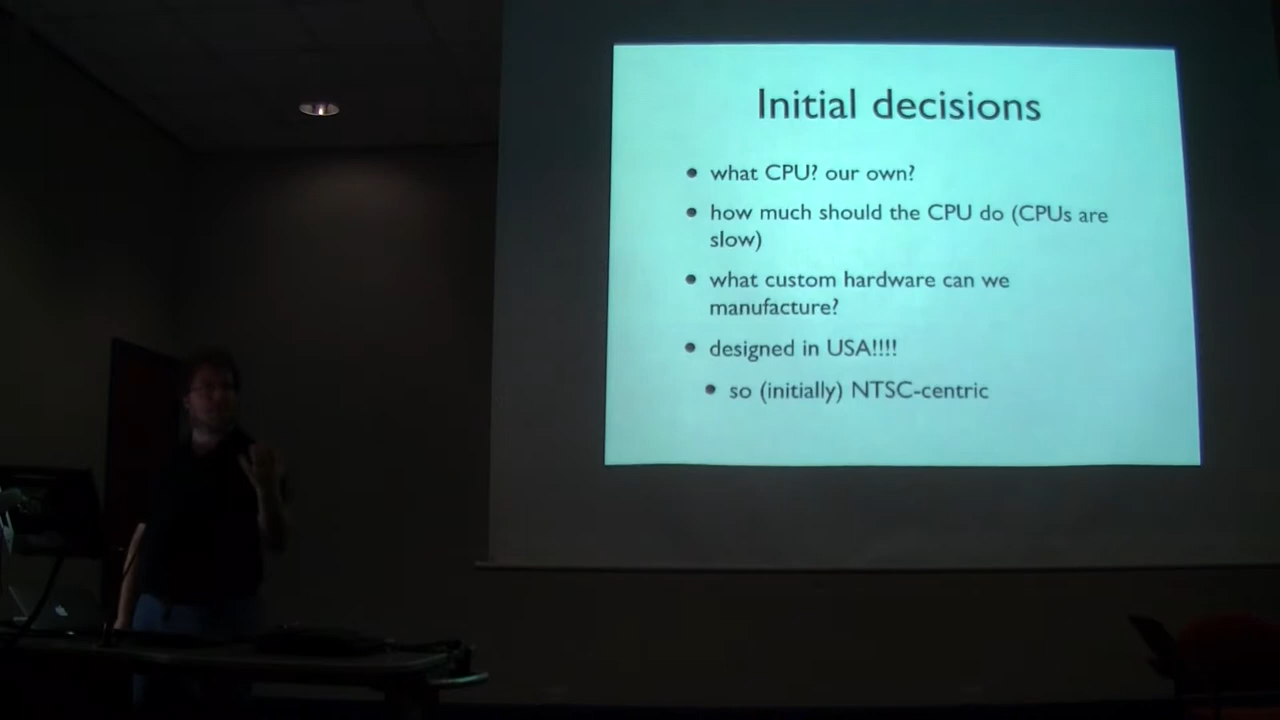 Initial decisions
• what CPU? our own?
• how much should the CPU do (CPUs are
slow)
• what custom hardware can we
manufacture?
• designed in USA!!!!
• so (initially) NTSC-centric